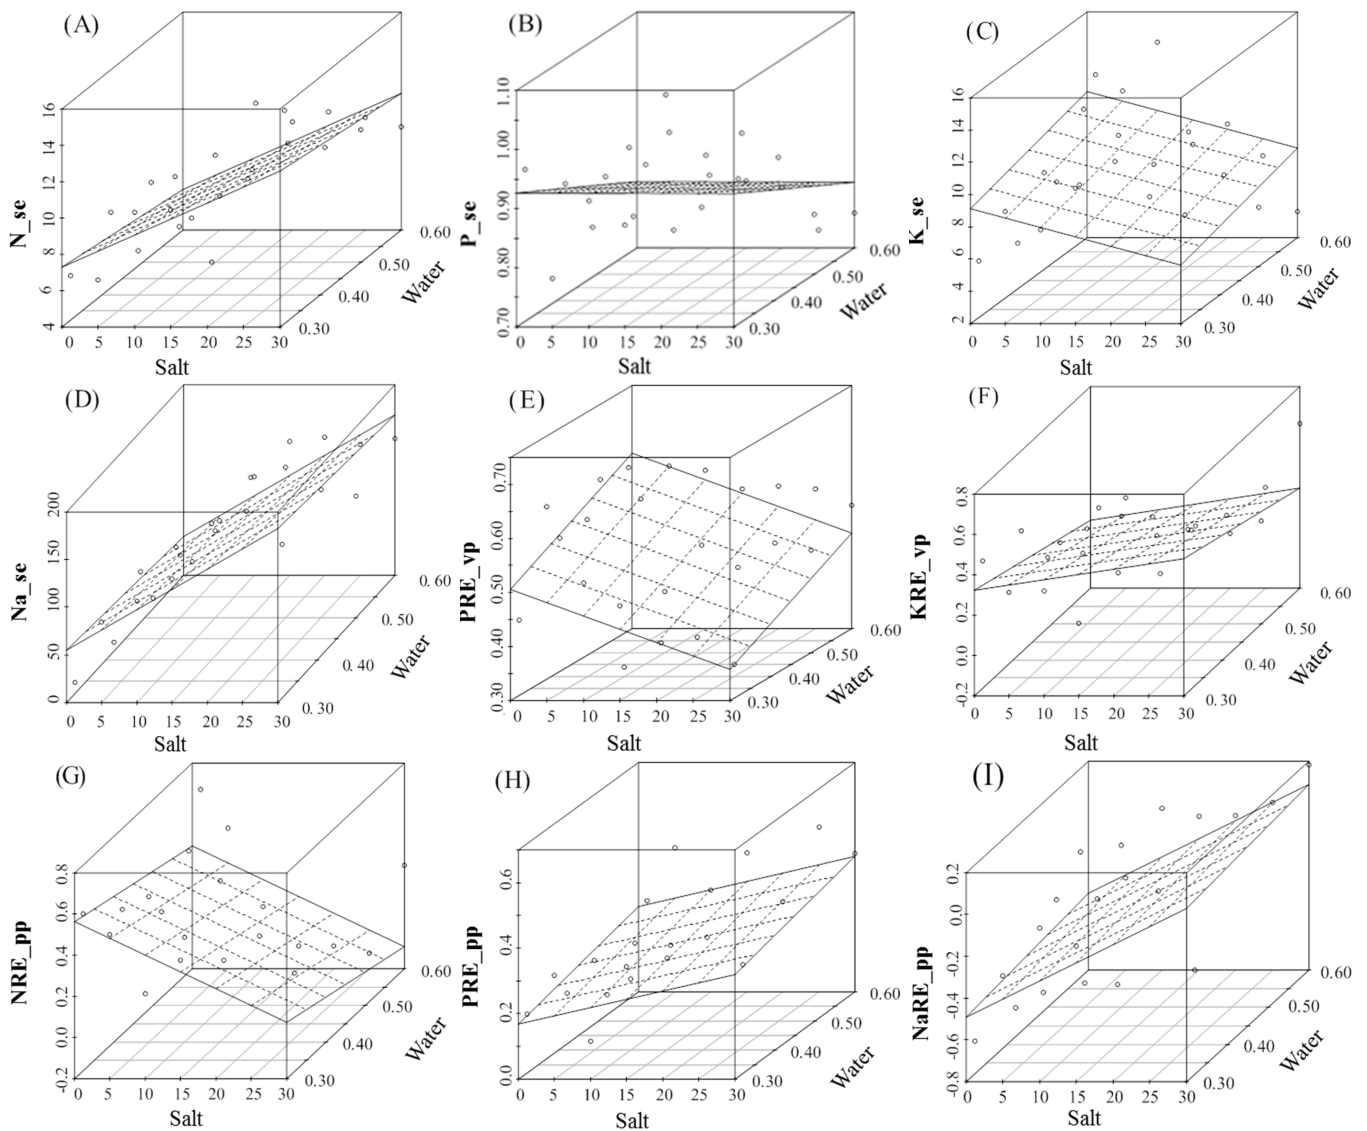 (A)
N_se
16
14
12
10
8
6
4
0 5 10 15 20 25 30
Salt
0.30 0.40 0.50 0.60
Water
(B)
P_se
1.10
1.00
0.90
0.80
0.70
0 5 10 15 20 25 30
Salt
0.30 0.40 0.50 0.60
Water
(C)
K_se
16
14
12
10
8
6
4
2
0 5 10 15 20 25 30
Salt
0.30 0.40 0.50 0.60
Water
(D)
Na_se
200
150
100
50
0
0 5 10 15 20 25 30
Salt
0. 30 0. 40 0.50 0.60
Water
(E)
PRE_vp
0.70
0.60
0.50
0.40
0.30
0 5 10 15 20 25 30
Salt
0.30 0.40 0.50 0.60
Water
(F)
KRE_vp
0.8
0.6
0.4
0.2
0.0
-0.2
0 5 10 15 20 25 30
Salt
0.30 0.40 0.50 0.60
Water
(G)
NRE_pp
0.8
0.6
0.4
0.2
0.0
-0.2
0 5 10 15 20 25 30
Salt
0.30 0.40 0.50 0.60
Water
(H)
PRE_pp
0.6
0.4
0.2
0.0
0 5 10 15 20 25 30
Salt
0.30 0.40 0.50 0.60
Water
(I)
NaRE_pp
0.2
0.0
-0.2
-0.4
-0.6
-0.8
0 5 10 15 20 25 30
Salt
0.30 0.40 0.50 0.60
Water